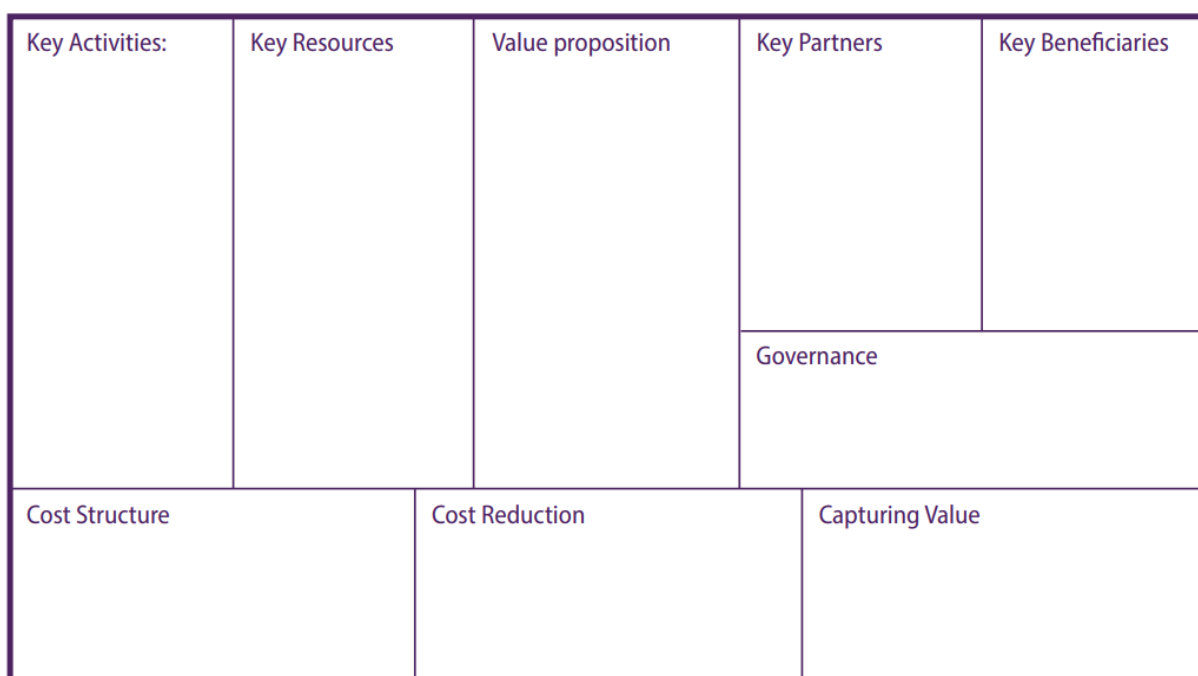 Key Activities:
Key Resources
Value proposition
Key Partners
Key Beneficiaries
Governance
Cost Structure
Cost Reduction
Capturing Value